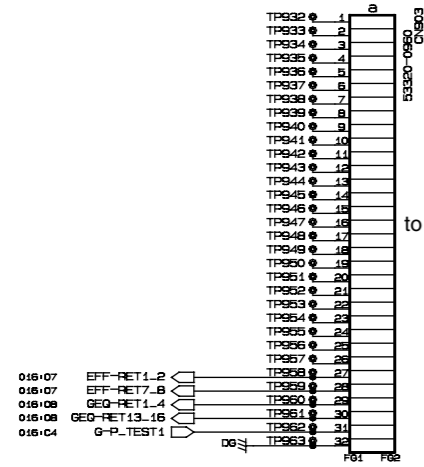 a
TP932 1
TP933 2
TP934 3
TP935 4
TP936 5
TP937 6
TP938 7
TP939 8
TP940 9
TP941 10
TP942 11
TP943 12
TP944 13
TP945 14
TP946 15
TP947 16
TP948 17
TP949 18
TP950 19
TP951 20
TP952 21
TP953 22
TP954 23
TP955 24
TP956 25
TP957 26
016:07 EFF-RET1_2 TP958 27
016:07 EFF-RET7_8 TP959 28
016:08 GEQ-RET1_4 TP960 29
016:08 GEQ-RET13_16 TP961 30
016:C4 G-P_TEST1 TP962 31
DG TP963 32
FG1 FG2
53320-0960
CN903
to